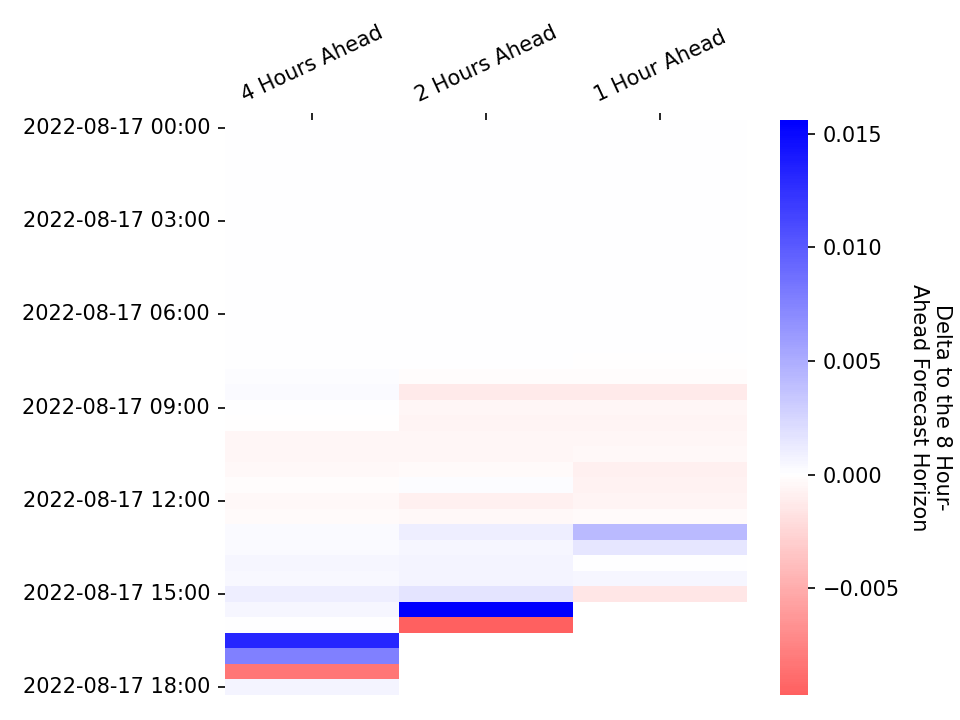 4 Hours Ahead
2 Hours Ahead
1 Hour Ahead
2022-08-17 00:00
2022-08-17 03:00
2022-08-17 06:00
2022-08-17 09:00
2022-08-17 12:00
2022-08-17 15:00
2022-08-17 18:00
0.015
0.010
0.005
0.000
−0.005
Delta to the 8 Hour-
Ahead Forecast Horizon